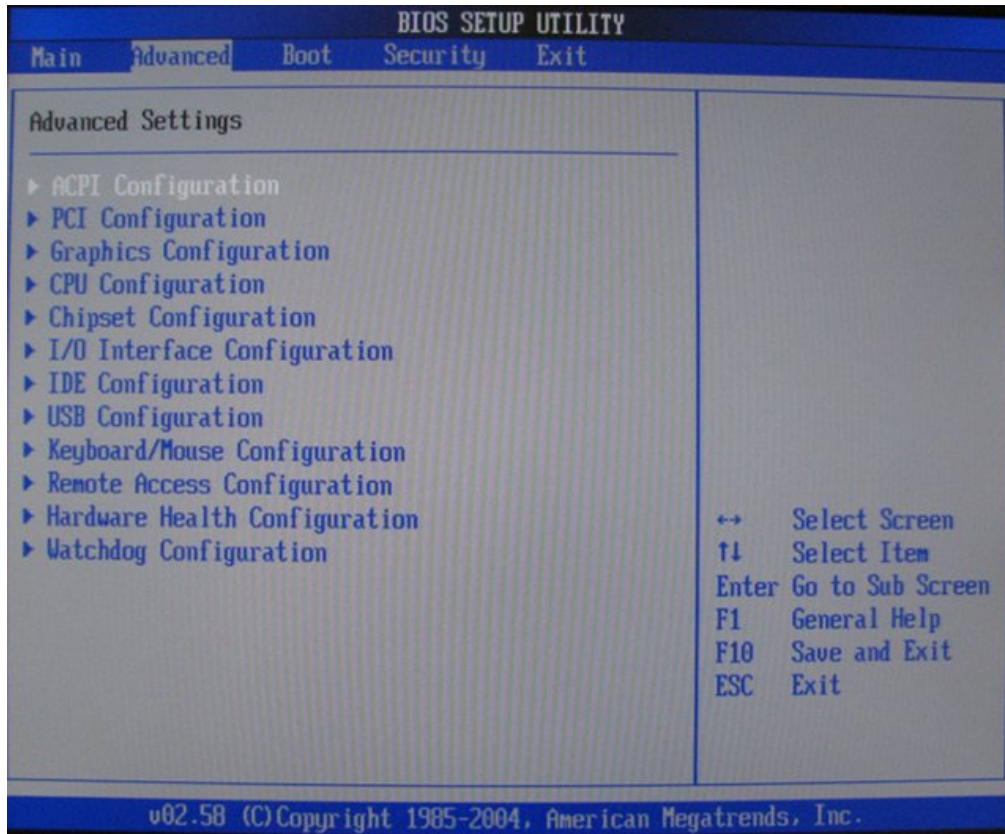 BIOS SETUP UTILITY
Main Advanced Boot Security Exit
Advanced Settings
▶ ACPI Configuration
▶ PCI Configuration
▶ Graphics Configuration
▶ CPU Configuration
▶ Chipset Configuration
▶ I/O Interface Configuration
▶ IDE Configuration
▶ USB Configuration
▶ Keyboard/Mouse Configuration
▶ Remote Access Configuration
▶ Hardware Health Configuration
▶ Watchdog Configuration
↔ Select Screen
↑↓ Select Item
Enter Go to Sub Screen
F1 General Help
F10 Save and Exit
ESC Exit
v02.58 (C)Copyright 1985-2004, American Megatrends, Inc.